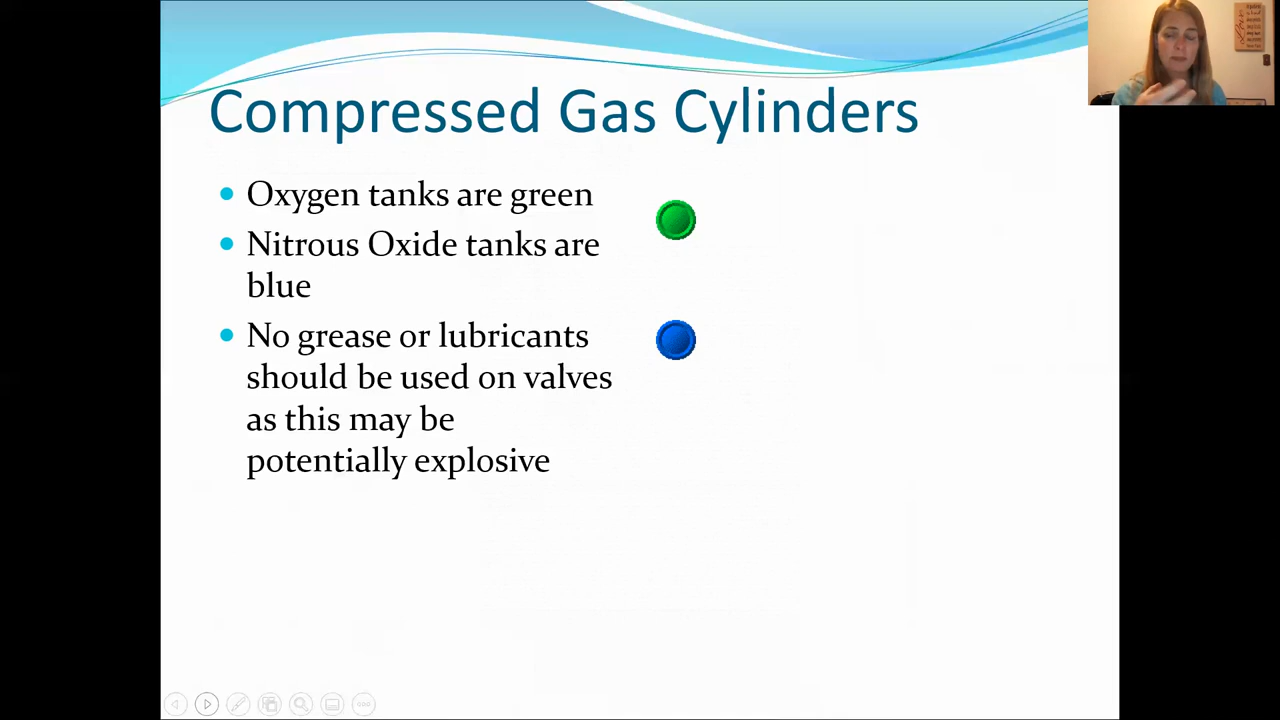 Compressed Gas Cylinders
Oxygen tanks are green
Nitrous Oxide tanks are
blue
No grease or lubricants
should be used on valves
as this may be
potentially explosive